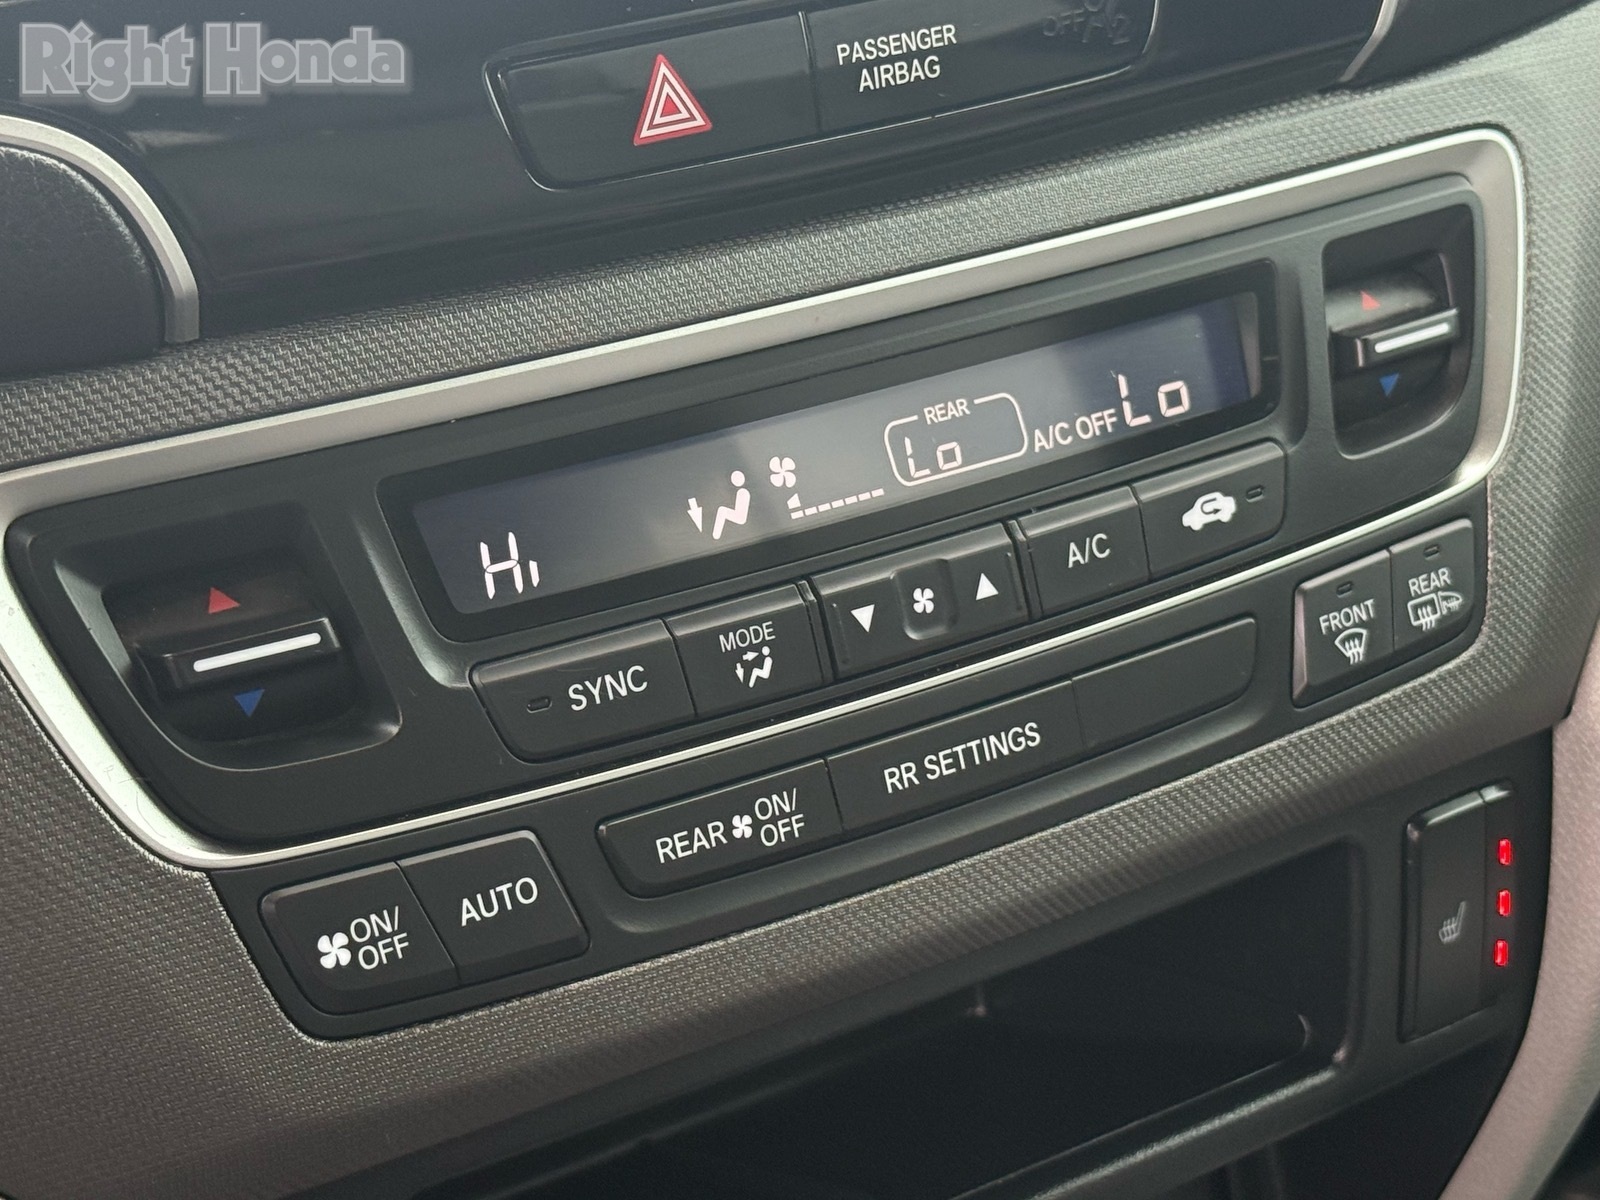 Right Honda
PASSENGER
AIRBAG
OFF
2
REAR
Lo
A/C OFF
Lo
Hi
A/C
MODE
SYNC
FRONT
REAR
RR SETTINGS
REAR ON/
OFF
ON/
OFF
AUTO